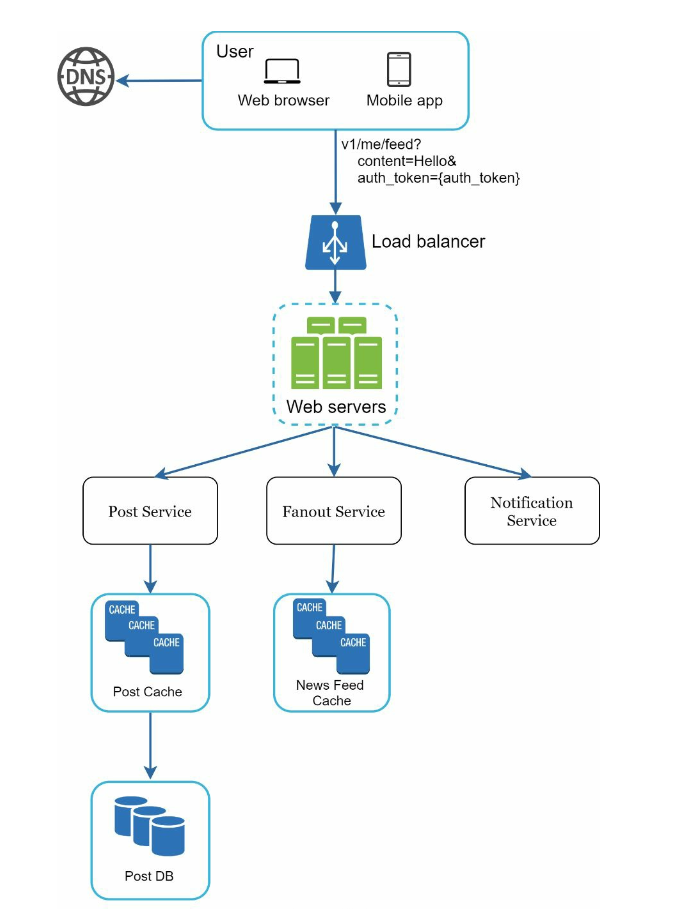 User
DNS
Web browser
Mobile app
v1/me/feed?
content=Hello&
auth_token={auth_token}
Load balancer
Web servers
Post Service
Fanout Service
Notification
Service
CACHE
CACHE
CACHE
Post Cache
CACHE
CACHE
CACHE
News Feed
Cache
Post DB